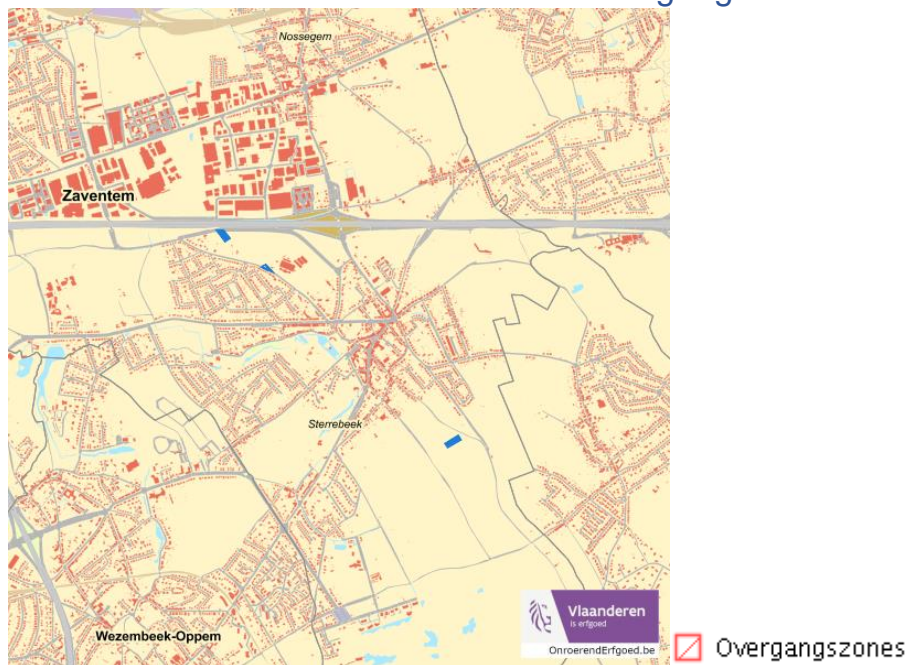 Nossegem
Zaventem
Sterrebeek
Wezembeek-Oppem
Vlaanderen
is erfgoed
OnroerendErfgoed.be
Overgangszones